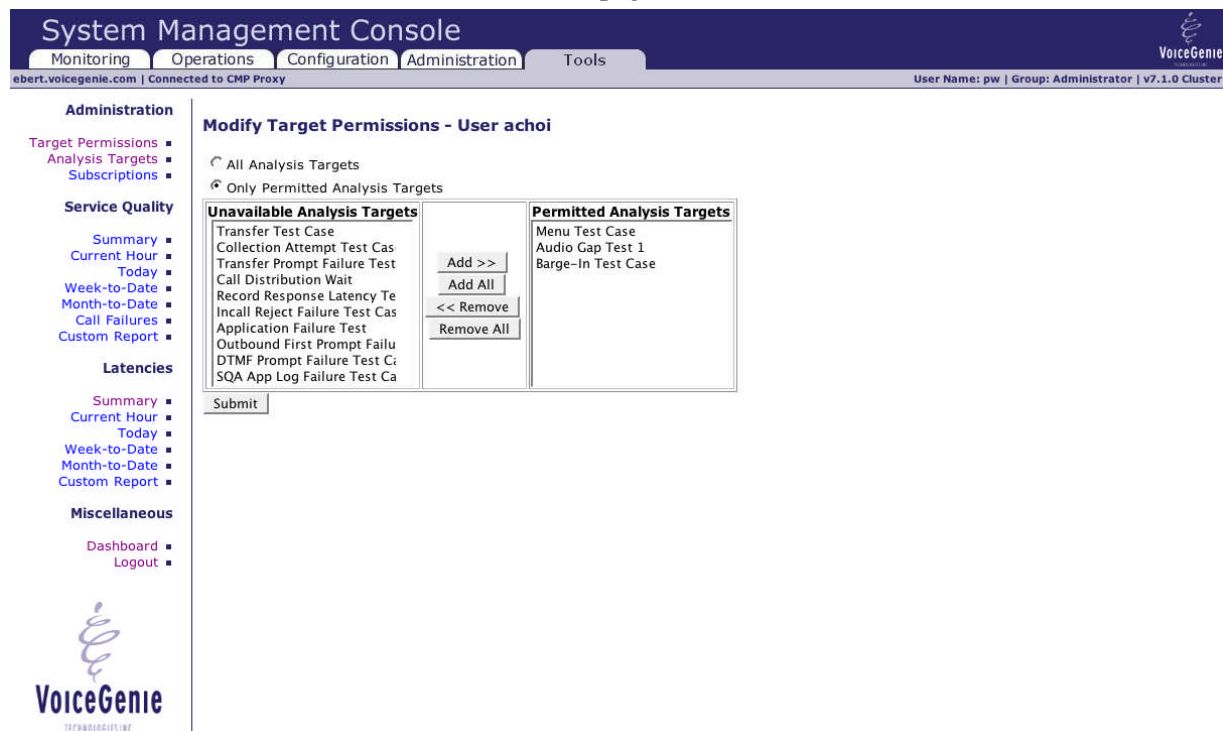 System Management Console
VoiceGenie
Monitoring Operations Configuration Administration Tools
ebert.voicegenie.com | Connected to CMP Proxy
User Name: pw | Group: Administrator | v7.1.0 Cluster
Administration
Target Permissions
Analysis Targets
Subscriptions
Service Quality
Summary
Current Hour
Today
Week-to-Date
Month-to-Date
Call Failures
Custom Report
Latencies
Summary
Current Hour
Today
Week-to-Date
Month-to-Date
Custom Report
Miscellaneous
Dashboard
Logout
VoiceGenie
TECHNOLOGIES INC
Modify Target Permissions - User achoi
All Analysis Targets
Only Permitted Analysis Targets
Unavailable Analysis Targets
Transfer Test Case
Collection Attempt Test Cas
Transfer Prompt Failure Test
Call Distribution Wait
Record Response Latency Te
Incall Reject Failure Test Cas
Application Failure Test
Outbound First Prompt Failu
DTMF Prompt Failure Test Ca
SQA App Log Failure Test Ca
Add >>
Add All
<< Remove
Remove All
Permitted Analysis Targets
Menu Test Case
Audio Gap Test 1
Barge-In Test Case
Submit